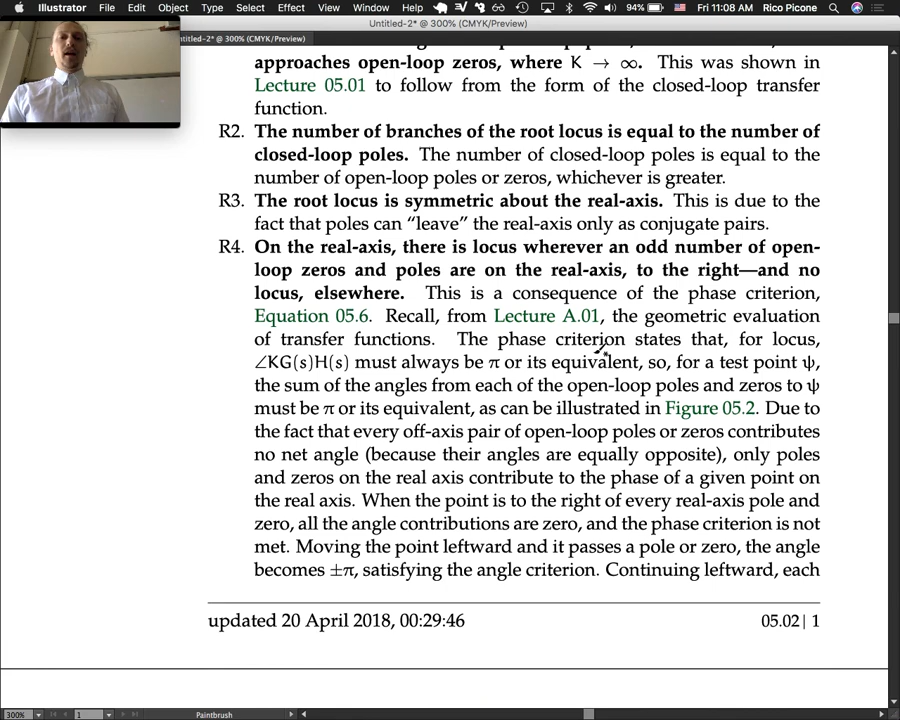 Illustrator File Edit Object Type Select Effect View Window Help 94% Fri 11:08 AM Rico Picone
Untitled-2* @ 300% (CMYK/Preview)
ntitled-2* @ 300% (CMYK/Preview)
approaches open-loop zeros, where K → ∞. This was shown in
Lecture 05.01 to follow from the form of the closed-loop transfer
function.
R2. The number of branches of the root locus is equal to the number of
closed-loop poles. The number of closed-loop poles is equal to the
number of open-loop poles or zeros, whichever is greater.
R3. The root locus is symmetric about the real-axis. This is due to the
fact that poles can “leave” the real-axis only as conjugate pairs.
R4. On the real-axis, there is locus wherever an odd number of open-
loop zeros and poles are on the real-axis, to the right—and no
locus, elsewhere. This is a consequence of the phase criterion,
Equation 05.6. Recall, from Lecture A.01, the geometric evaluation
of transfer functions. The phase criterion states that, for locus,
∠KG(s)H(s) must always be π or its equivalent, so, for a test point ψ,
the sum of the angles from each of the open-loop poles and zeros to ψ
must be π or its equivalent, as can be illustrated in Figure 05.2. Due to
the fact that every off-axis pair of open-loop poles or zeros contributes
no net angle (because their angles are equally opposite), only poles
and zeros on the real axis contribute to the phase of a given point on
the real axis. When the point is to the right of every real-axis pole and
zero, all the angle contributions are zero, and the phase criterion is not
met. Moving the point leftward and it passes a pole or zero, the angle
becomes ±π, satisfying the angle criterion. Continuing leftward, each
updated 20 April 2018, 00:29:46 05.02| 1
300% 1 Paintbrush